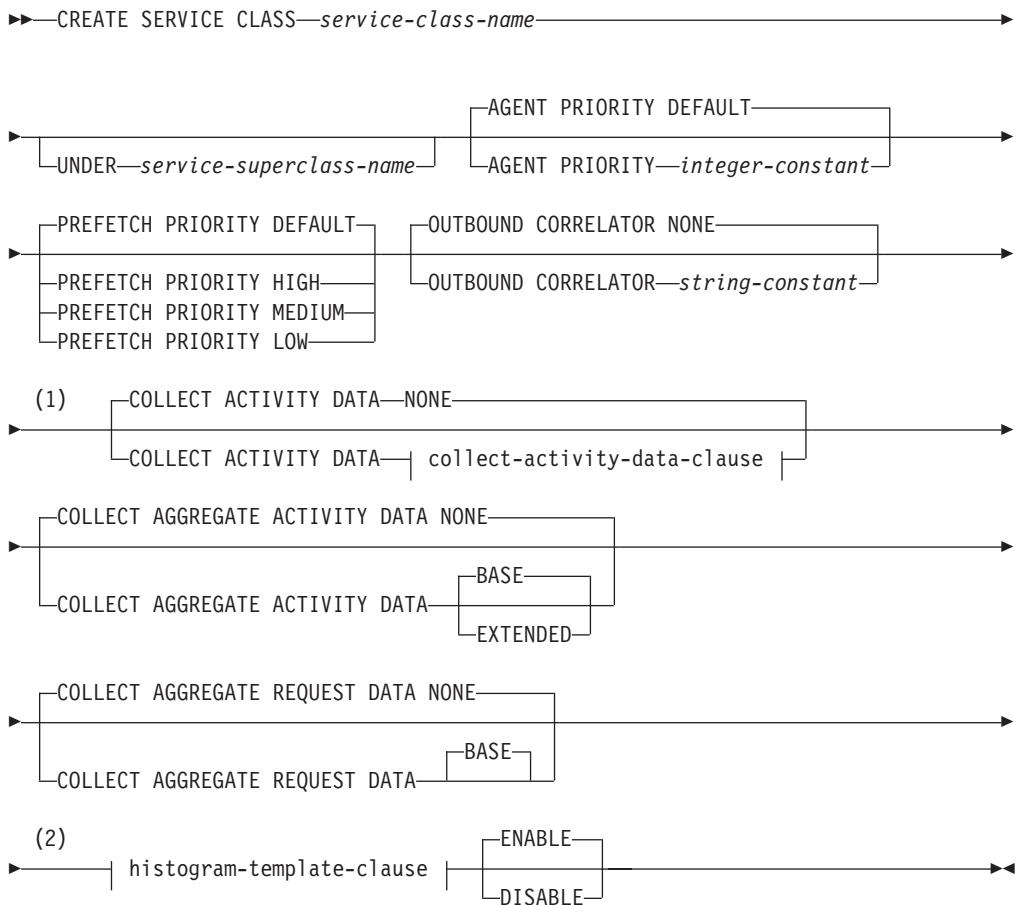 CREATE SERVICE CLASS service-class-name
AGENT PRIORITY DEFAULT
UNDER service-superclass-name AGENT PRIORITY integer-constant
PREFETCH PRIORITY DEFAULT OUTBOUND CORRELATOR NONE
PREFETCH PRIORITY HIGH OUTBOUND CORRELATOR string-constant
PREFETCH PRIORITY MEDIUM
PREFETCH PRIORITY LOW
(1) COLLECT ACTIVITY DATA NONE
COLLECT ACTIVITY DATA collect-activity-data-clause
COLLECT AGGREGATE ACTIVITY DATA NONE
BASE
COLLECT AGGREGATE ACTIVITY DATA
EXTENDED
COLLECT AGGREGATE REQUEST DATA NONE
BASE
COLLECT AGGREGATE REQUEST DATA
(2) ENABLE
histogram-template-clause
DISABLE